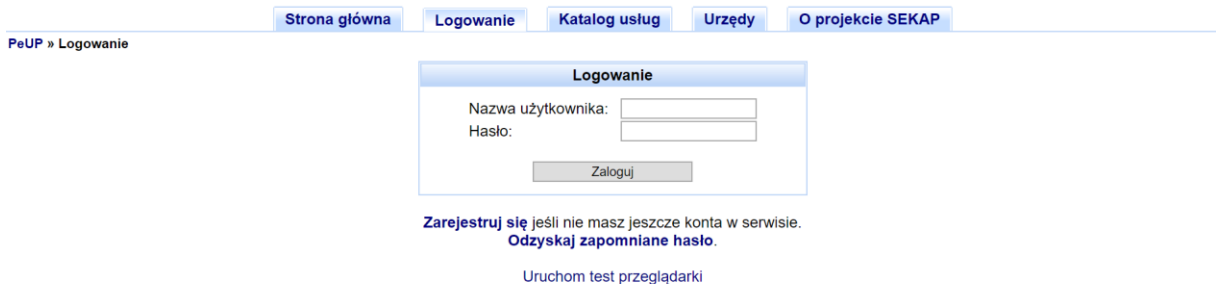 Strona główna Logowanie Katalog usług Urzędy O projekcie SEKAP
PeUP » Logowanie
Logowanie
Nazwa użytkownika:
Hasło:
Zaloguj
Zarejestruj się jeśli nie masz jeszcze konta w serwisie.
Odzyskaj zapomniane hasło.
Uruchom test przeglądarki